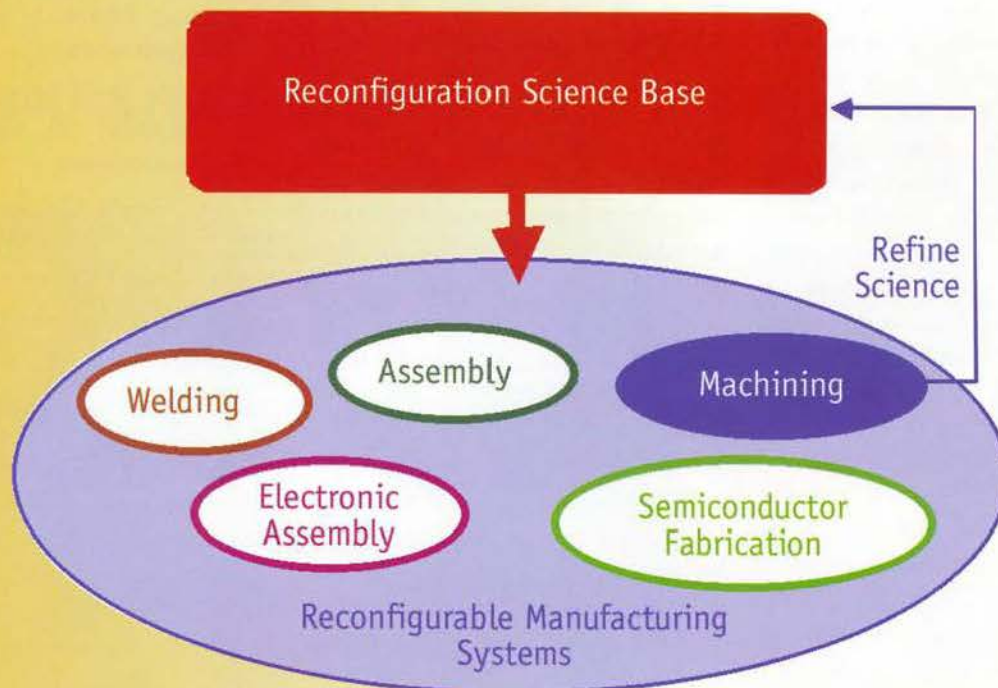 Reconfiguration Science Base
Refine
Science
Welding
Assembly
Machining
Electronic
Assembly
Semiconductor
Fabrication
Reconfigurable Manufacturing
Systems